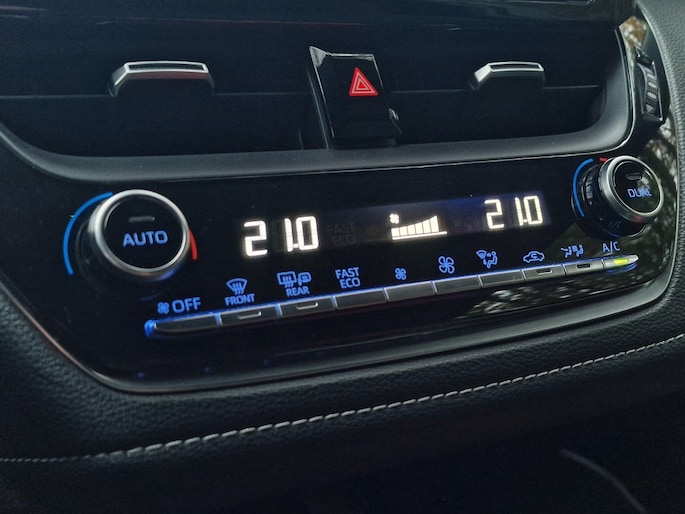 AUTO
21.0
FAST
ECO
21.0
DUAL
OFF
FRONT
REAR
FAST
ECO
A/C